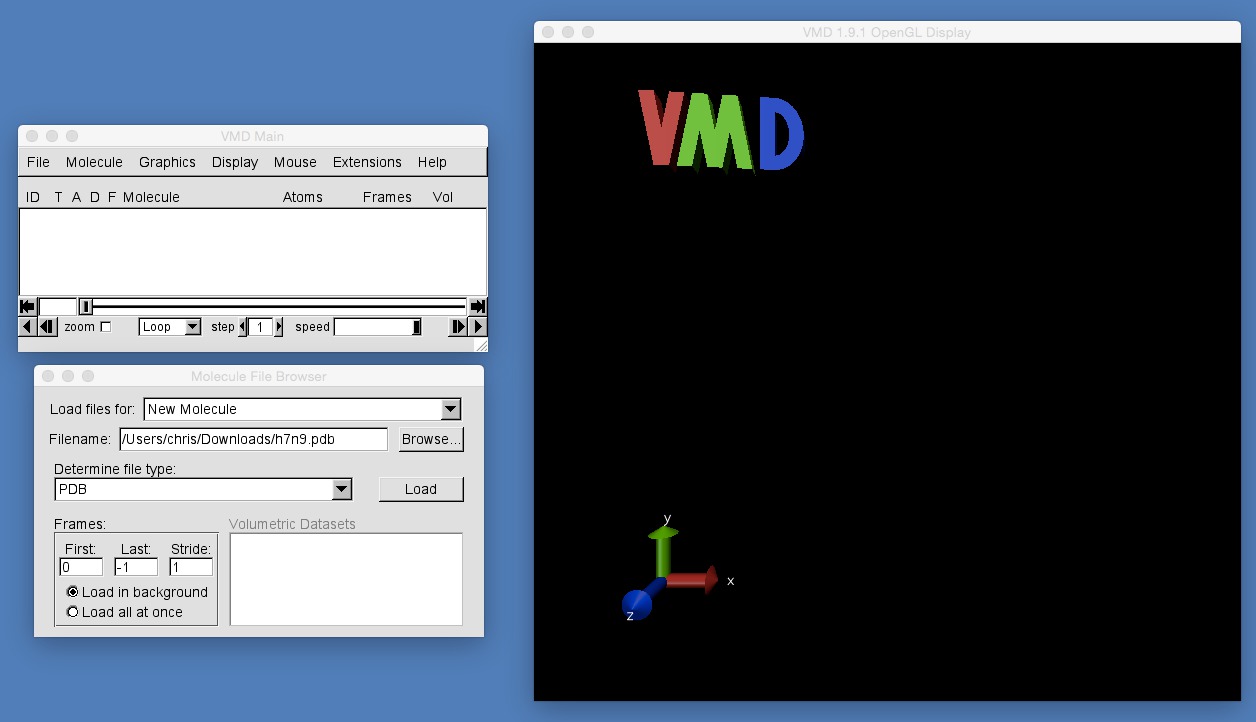 VMD Main
File Molecule Graphics Display Mouse Extensions Help
ID T A D F Molecule Atoms Frames Vol
zoom Loop step 1 speed
Molecule File Browser
Load files for: New Molecule
Filename: /Users/chris/Downloads/h7n9.pdb Browse...
Determine file type:
PDB Load
Frames: Volumetric Datasets
First: Last: Stride:
0 -1 1
Load in background
Load all at once
VMD 1.9.1 OpenGL Display
VMD
y
x
z